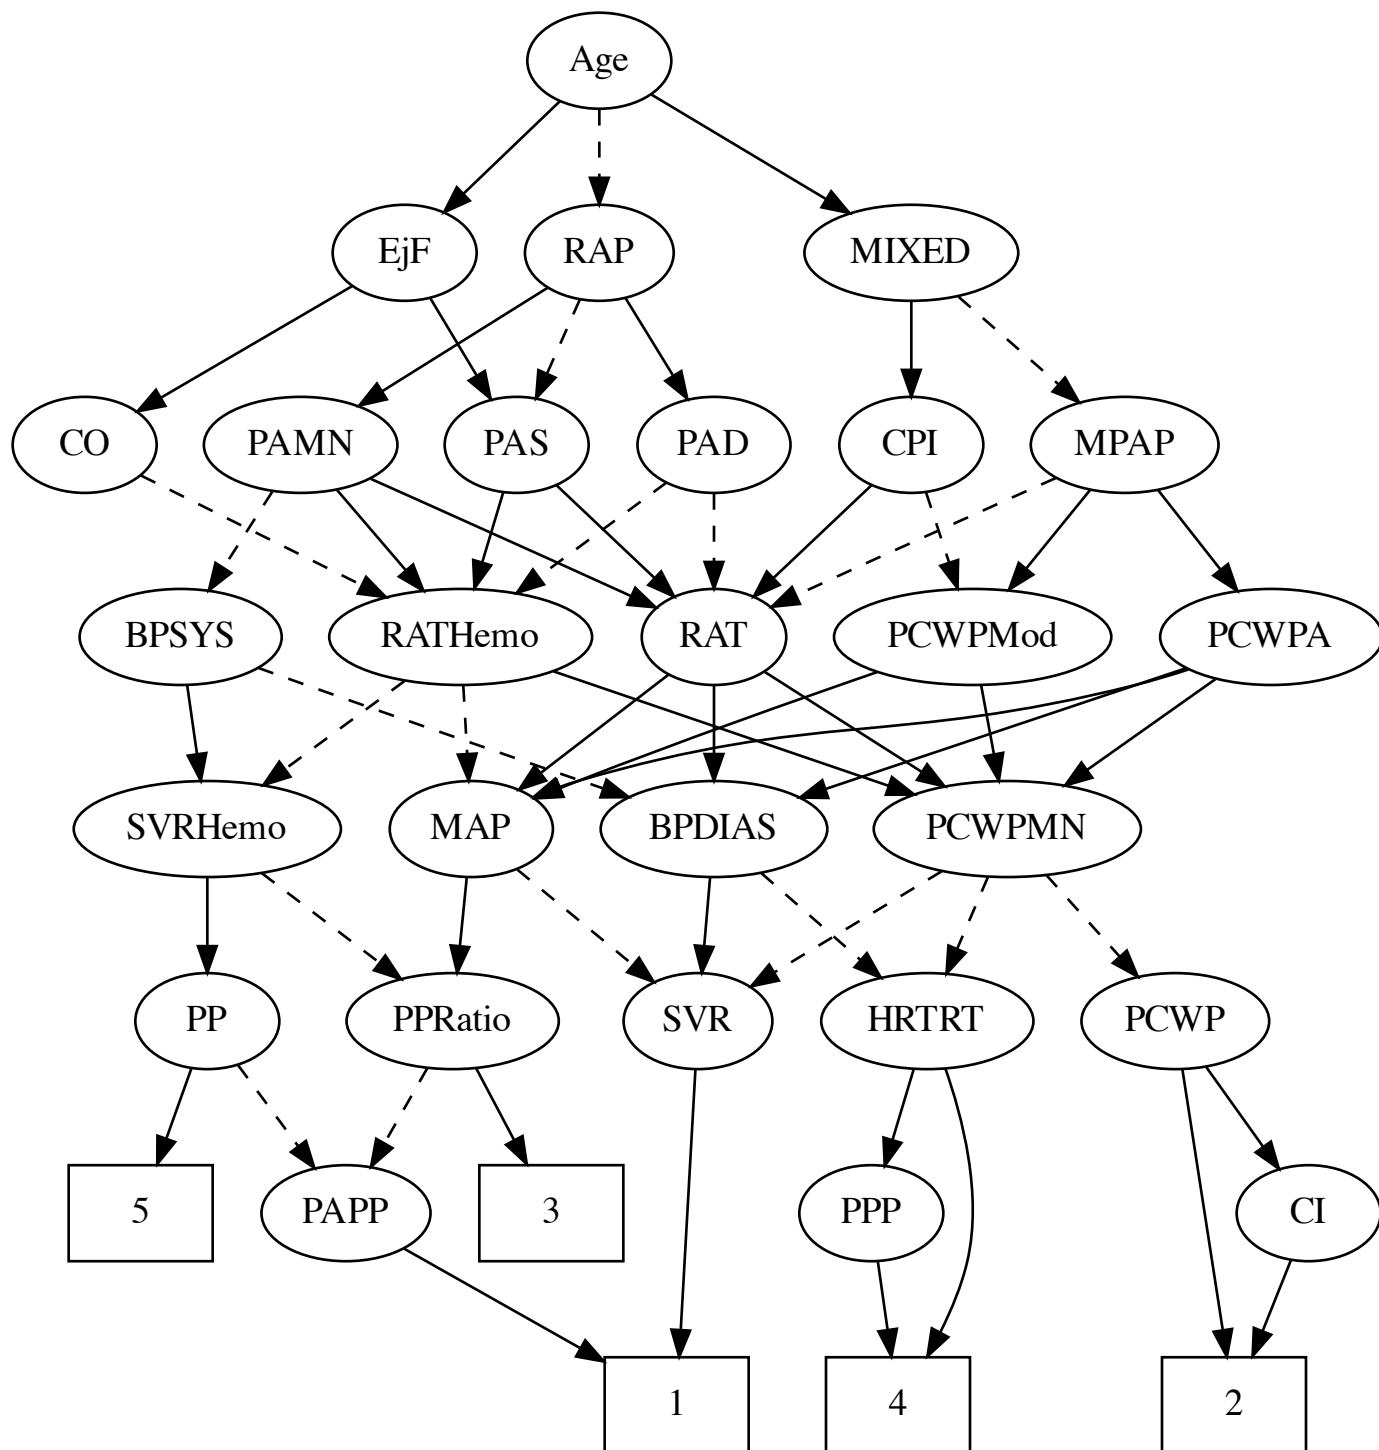 Age
EjF
RAP
MIXED
CO
PAMN
PAS
PAD
CPI
MPAP
BPSYS
RATHemo
RAT
PCWPMod
PCWPA
SVRHemo
MAP
BPDIAS
PCWPMN
PP
PPRatio
SVR
HRTRT
PCWP
5
PAPP
3
PPP
CI
1
4
2